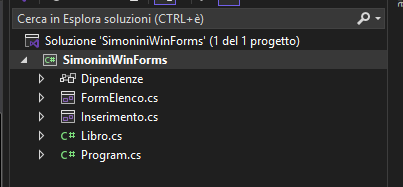 Cerca in Esplora soluzioni (CTRL+è)
Soluzione 'SimoniniWinForms' (1 di 1 progetto)
C# SimoniniWinForms
Dipendenze
FormElenco.cs
Inserimento.cs
C# Libro.cs
C# Program.cs